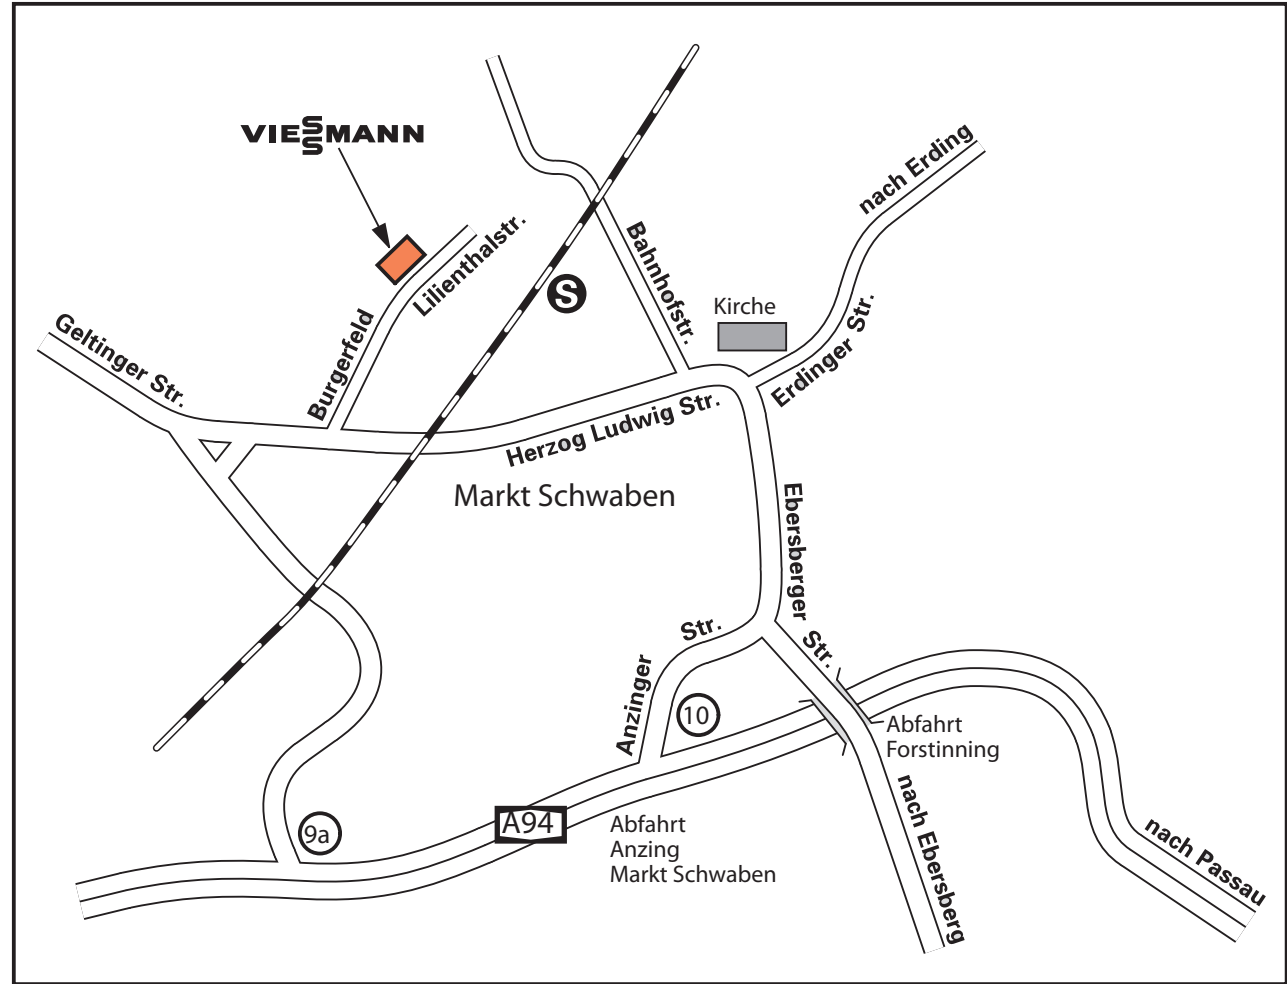 VIESSMANN
nach Erding
Bahnhofstr.
Lilienthalstr.
S
Kirche
Geltinger Str.
Burgerfeld
Erdinger Str.
Herzog Ludwig Str.
Markt Schwaben
Ebersberger Str.
Anzinger Str.
10
Abfahrt
Forstinning
9a
A94
Abfahrt
Anzing
Markt Schwaben
nach Ebersberg
nach Passau